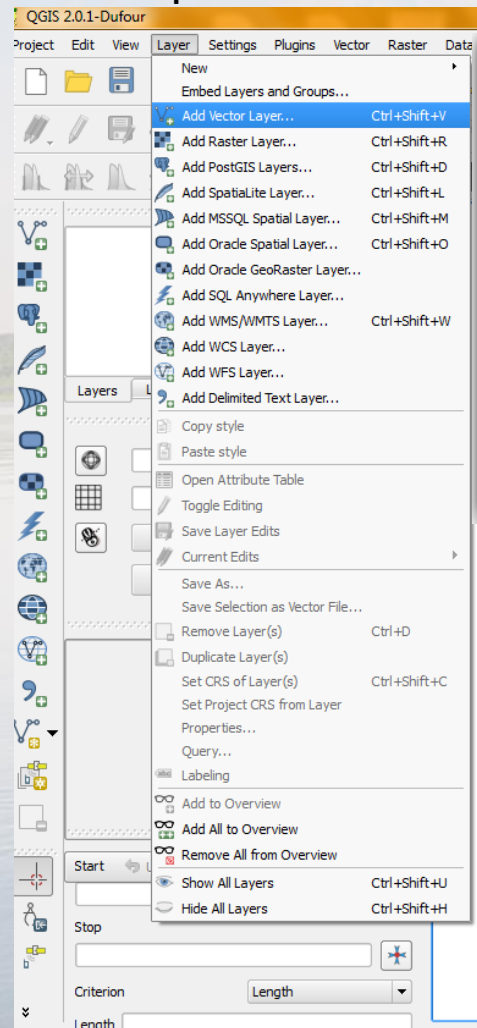 QGIS 2.0.1-Dufour
Project Edit View Layer Settings Plugins Vector Raster Data
New
Embed Layers and Groups...
Add Vector Layer... Ctrl+Shift+V
Add Raster Layer... Ctrl+Shift+R
Add PostGIS Layers... Ctrl+Shift+D
Add SpatiaLite Layer... Ctrl+Shift+L
Add MSSQL Spatial Layer... Ctrl+Shift+M
Add Oracle Spatial Layer... Ctrl+Shift+O
Add Oracle GeoRaster Layer...
Add SQL Anywhere Layer...
Add WMS/WMTS Layer... Ctrl+Shift+W
Add WCS Layer...
Add WFS Layer...
Layers L
Add Delimited Text Layer...
Copy style
Paste style
Open Attribute Table
Toggle Editing
Save Layer Edits
Current Edits
Save As...
Save Selection as Vector File...
Remove Layer(s) Ctrl+D
Duplicate Layer(s)
Set CRS of Layer(s) Ctrl+Shift+C
Set Project CRS from Layer
Properties...
Query...
abc Labeling
Add to Overview
Add All to Overview
Remove All from Overview
Start
Show All Layers Ctrl+Shift+U
Hide All Layers Ctrl+Shift+H
Stop
Criterion Length
Length